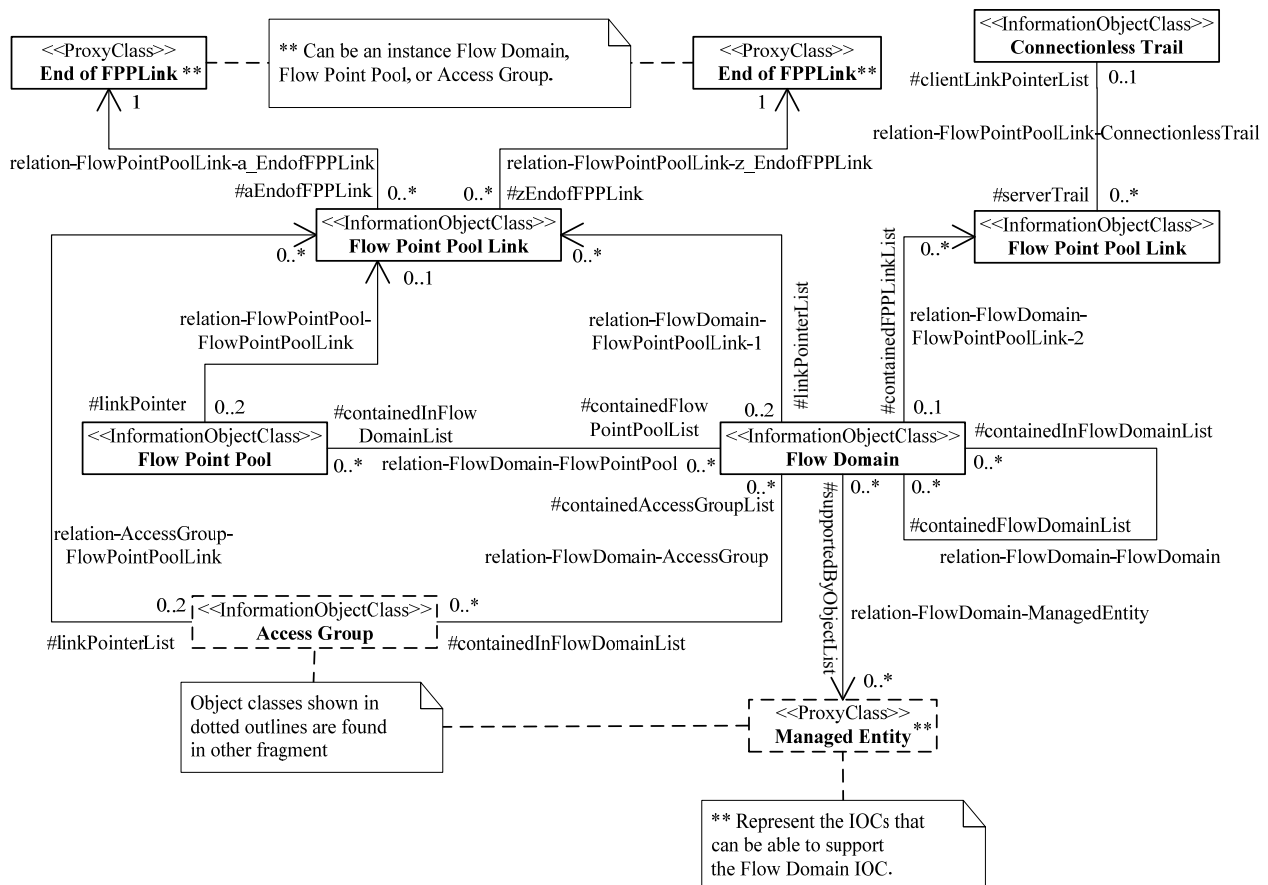 <<ProxyClass>>
End of FPPLink **
** Can be an instance Flow Domain,
Flow Point Pool, or Access Group.
<<ProxyClass>>
End of FPPLink**
<<InformationObjectClass>>
Connectionless Trail
1
1
#clientLinkPointerList
0..1
relation-FlowPointPoolLink-ConnectionlessTrail
relation-FlowPointPoolLink-a_EndofFPPLink
relation-FlowPointPoolLink-z_EndofFPPLink
#aEndofFPPLink
0..*
0..*
#zEndofFPPLink
#serverTrail
0..*
<<InformationObjectClass>>
Flow Point Pool Link
<<InformationObjectClass>>
Flow Point Pool Link
0..*
0..*
0..*
0..1
relation-FlowPointPool-
FlowPointPoolLink
relation-FlowDomain-
FlowPointPoolLink-1
#linkPointerList
#containedFPPLinkList
relation-FlowDomain-
FlowPointPoolLink-2
#linkPointer
0..2
#containedInFlow
DomainList
#containedFlow
PointPoolList
0..2
0..1
<<InformationObjectClass>>
Flow Point Pool
0..*
relation-FlowDomain-FlowPointPool
0..*
<<InformationObjectClass>>
Flow Domain
#containedInFlowDomainList
0..*
0..*
0..*
0..*
#containedAccessGroupList
#supportedByObjectList
#containedFlowDomainList
relation-FlowDomain-FlowDomain
relation-AccessGroup-
FlowPointPoolLink
relation-FlowDomain-AccessGroup
0..2
<<InformationObjectClass>>
Access Group
0..*
relation-FlowDomain-ManagedEntity
#linkPointerList
#containedInFlowDomainList
Object classes shown in
dotted outlines are found
in other fragment
0..*
<<ProxyClass>>
Managed Entity**
** Represent the IOCs that
can be able to support
the Flow Domain IOC.